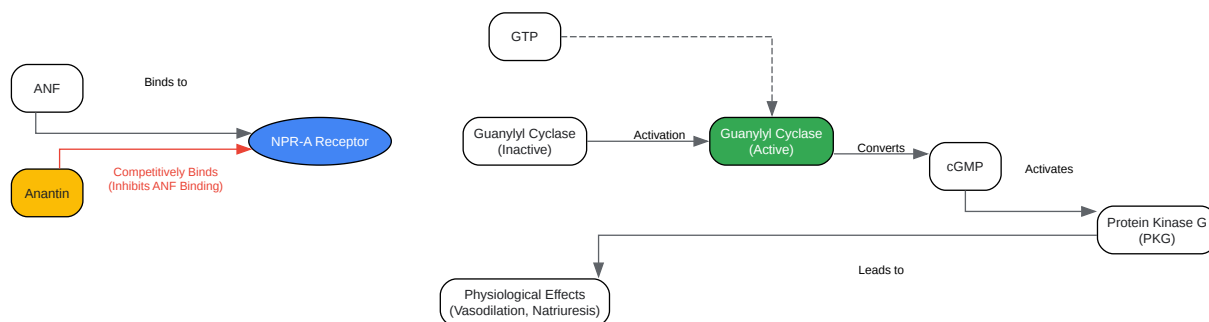 GTP
ANF
Binds to
Guanylyl Cyclase
(Inactive)
Activation
Guanylyl Cyclase
(Active)
NPR-A Receptor
Converts
cGMP
Competitively Binds
(Inhibits ANF Binding)
Activates
Anantin
Protein Kinase G
(PKG)
Leads to
Physiological Effects
(Vasodilation, Natriuresis)